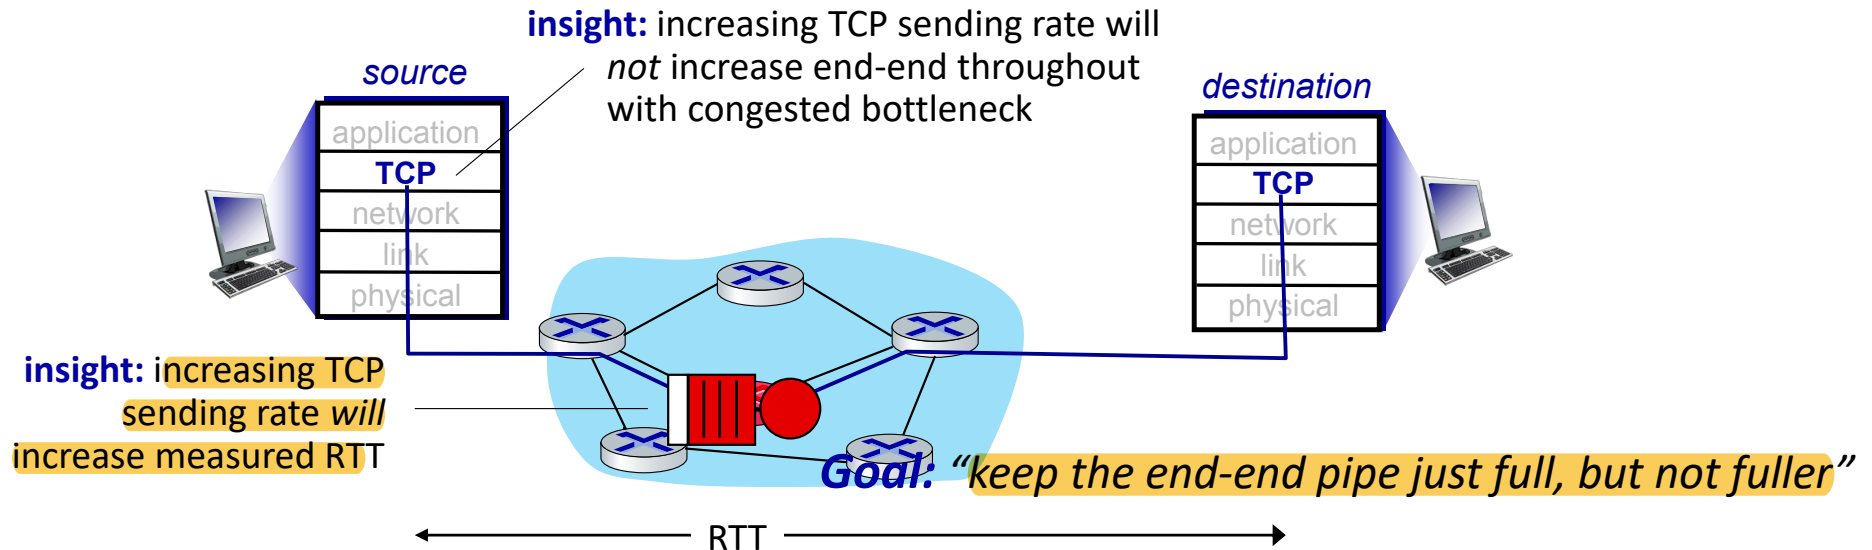 insight: increasing TCP sending rate will
not increase end-end throughout
with congested bottleneck
source
application
TCP
network
link
physical
destination
application
TCP
network
link
physical
insight: increasing TCP
sending rate will
increase measured RTT
Goal: “keep the end-end pipe just full, but not fuller”
RTT